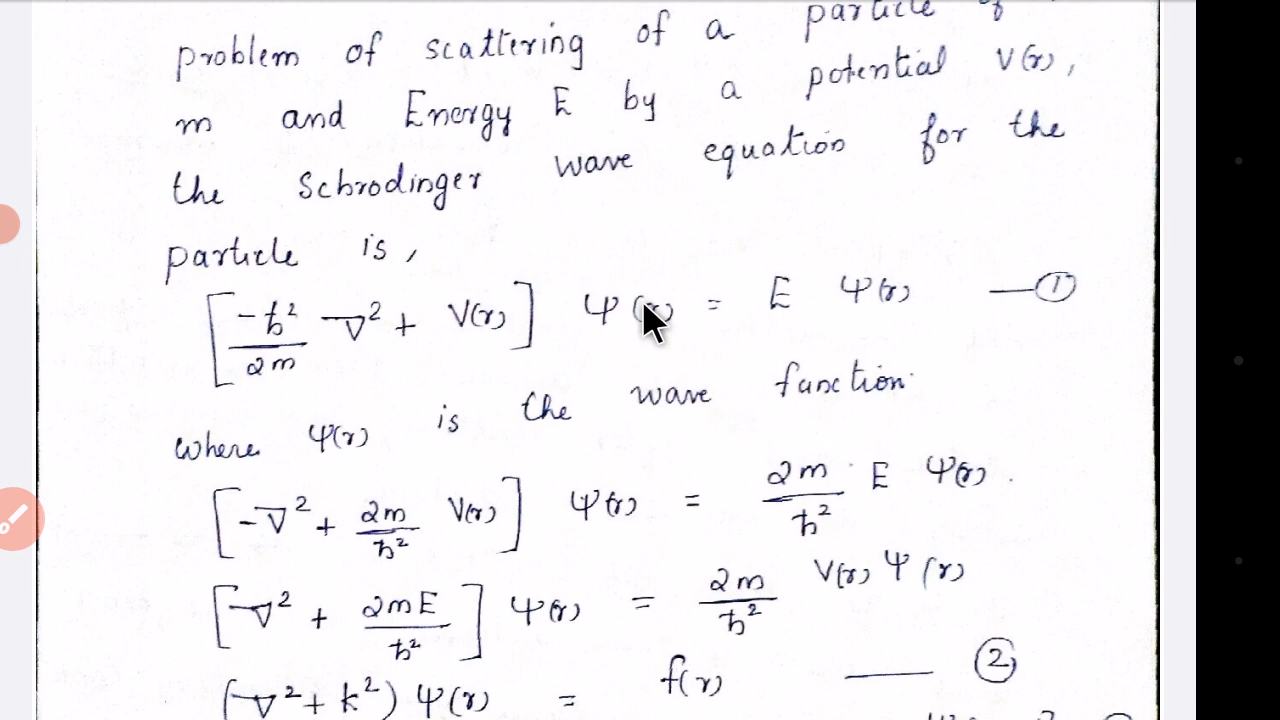 problem of scattering of a particle of
m and Energy E by a potential V(r),
the Schrodinger wave equation for the
particle is,
[-ħ²/2m ∇² + V(r)] Ψ(r) = E Ψ(r) —①
where Ψ(r) is the wave function.
[-∇² + 2m/ħ² V(r)] Ψ(r) = 2m/ħ² E Ψ(r).
[∇² + 2mE/ħ²] Ψ(r) = 2m/ħ² V(r) Ψ(r)
(∇² + k²) Ψ(r) = f(r) —②